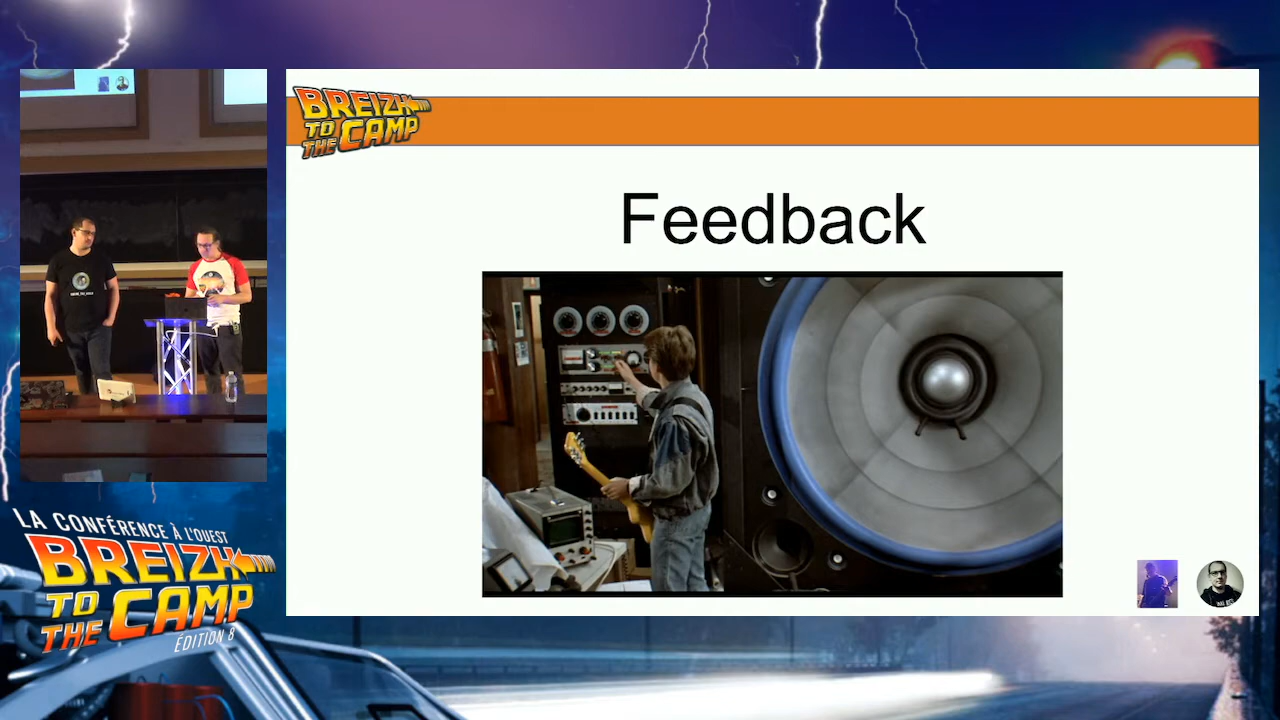 BREIZH
TO
THE CAMP
Feedback
LA CONFÉRENCE À L'OUEST
BREIZH
TO
THE CAMP
ÉDITION 8